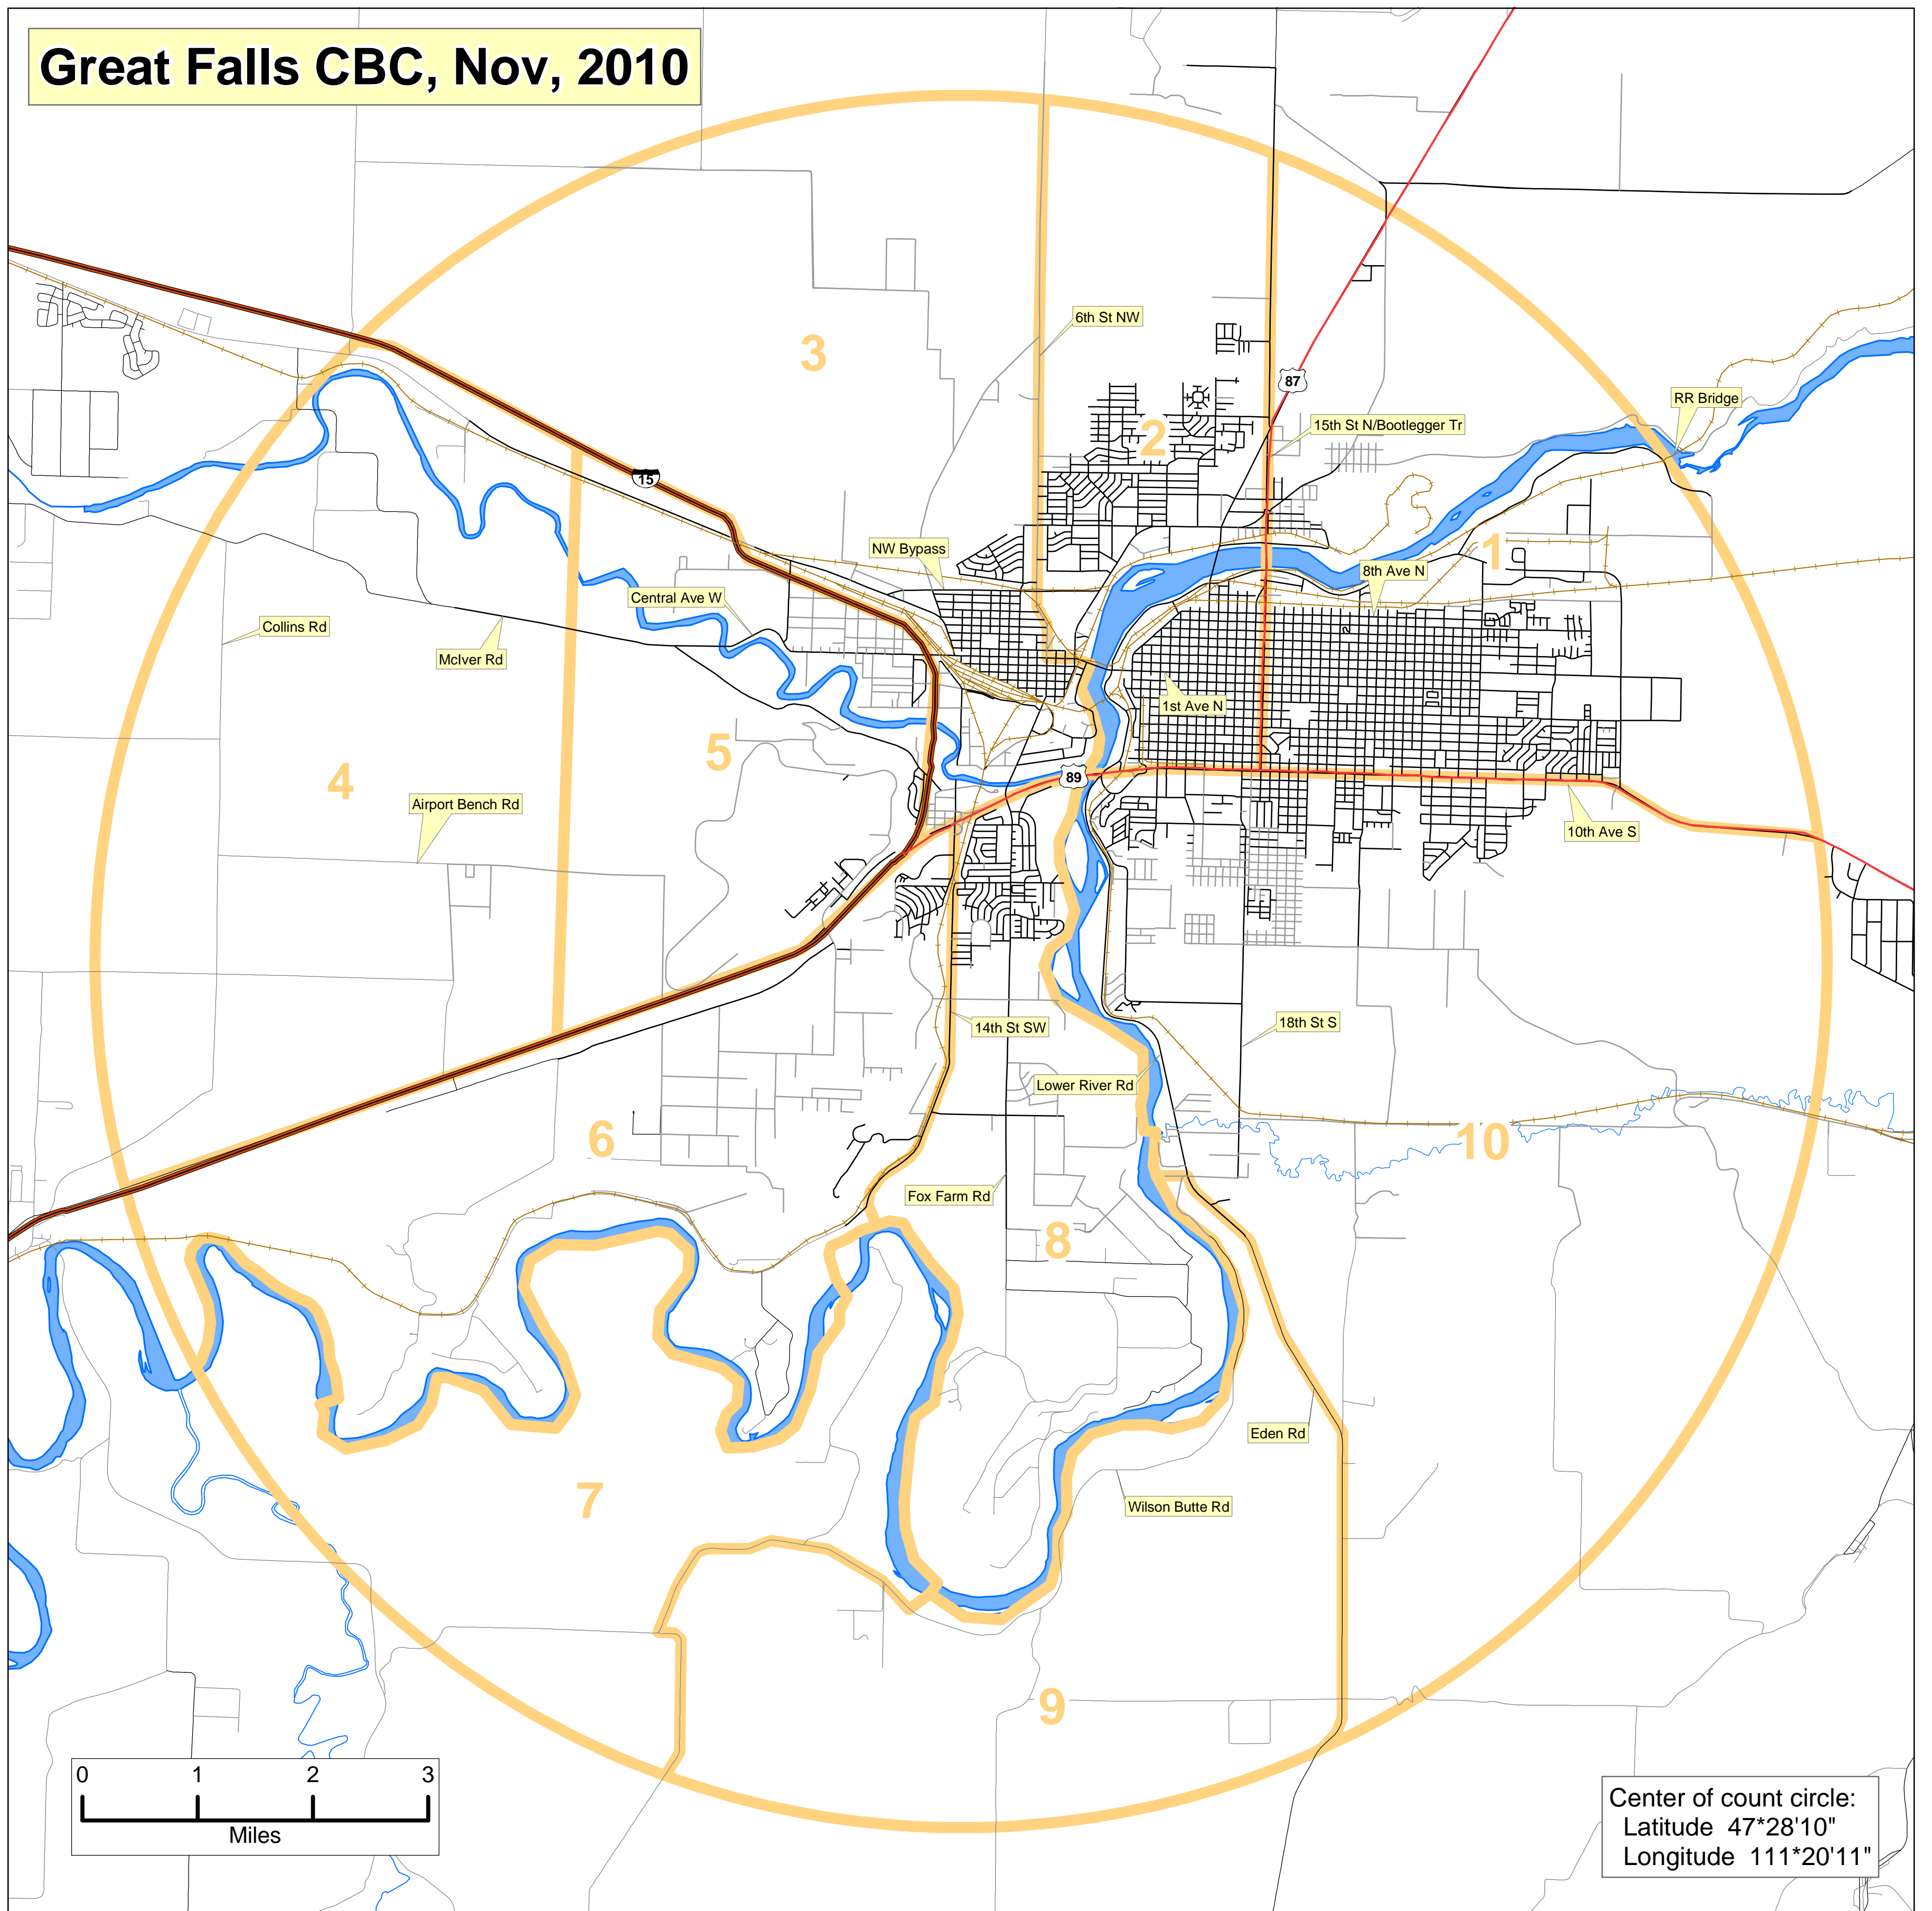 Great Falls CBC, Nov, 2010
6th St NW
3
87
RR Bridge
15th St N/Bootlegger Tr
2
15
NW Bypass
1
8th Ave N
Central Ave W
Collins Rd
McIver Rd
1st Ave N
5
4
89
Airport Bench Rd
10th Ave S
14th St SW
18th St S
Lower River Rd
6
10
Fox Farm Rd
8
Eden Rd
7
Wilson Butte Rd
9
0 1 2 3
Miles
Center of count circle:
Latitude 47*28'10"
Longitude 111*20'11"